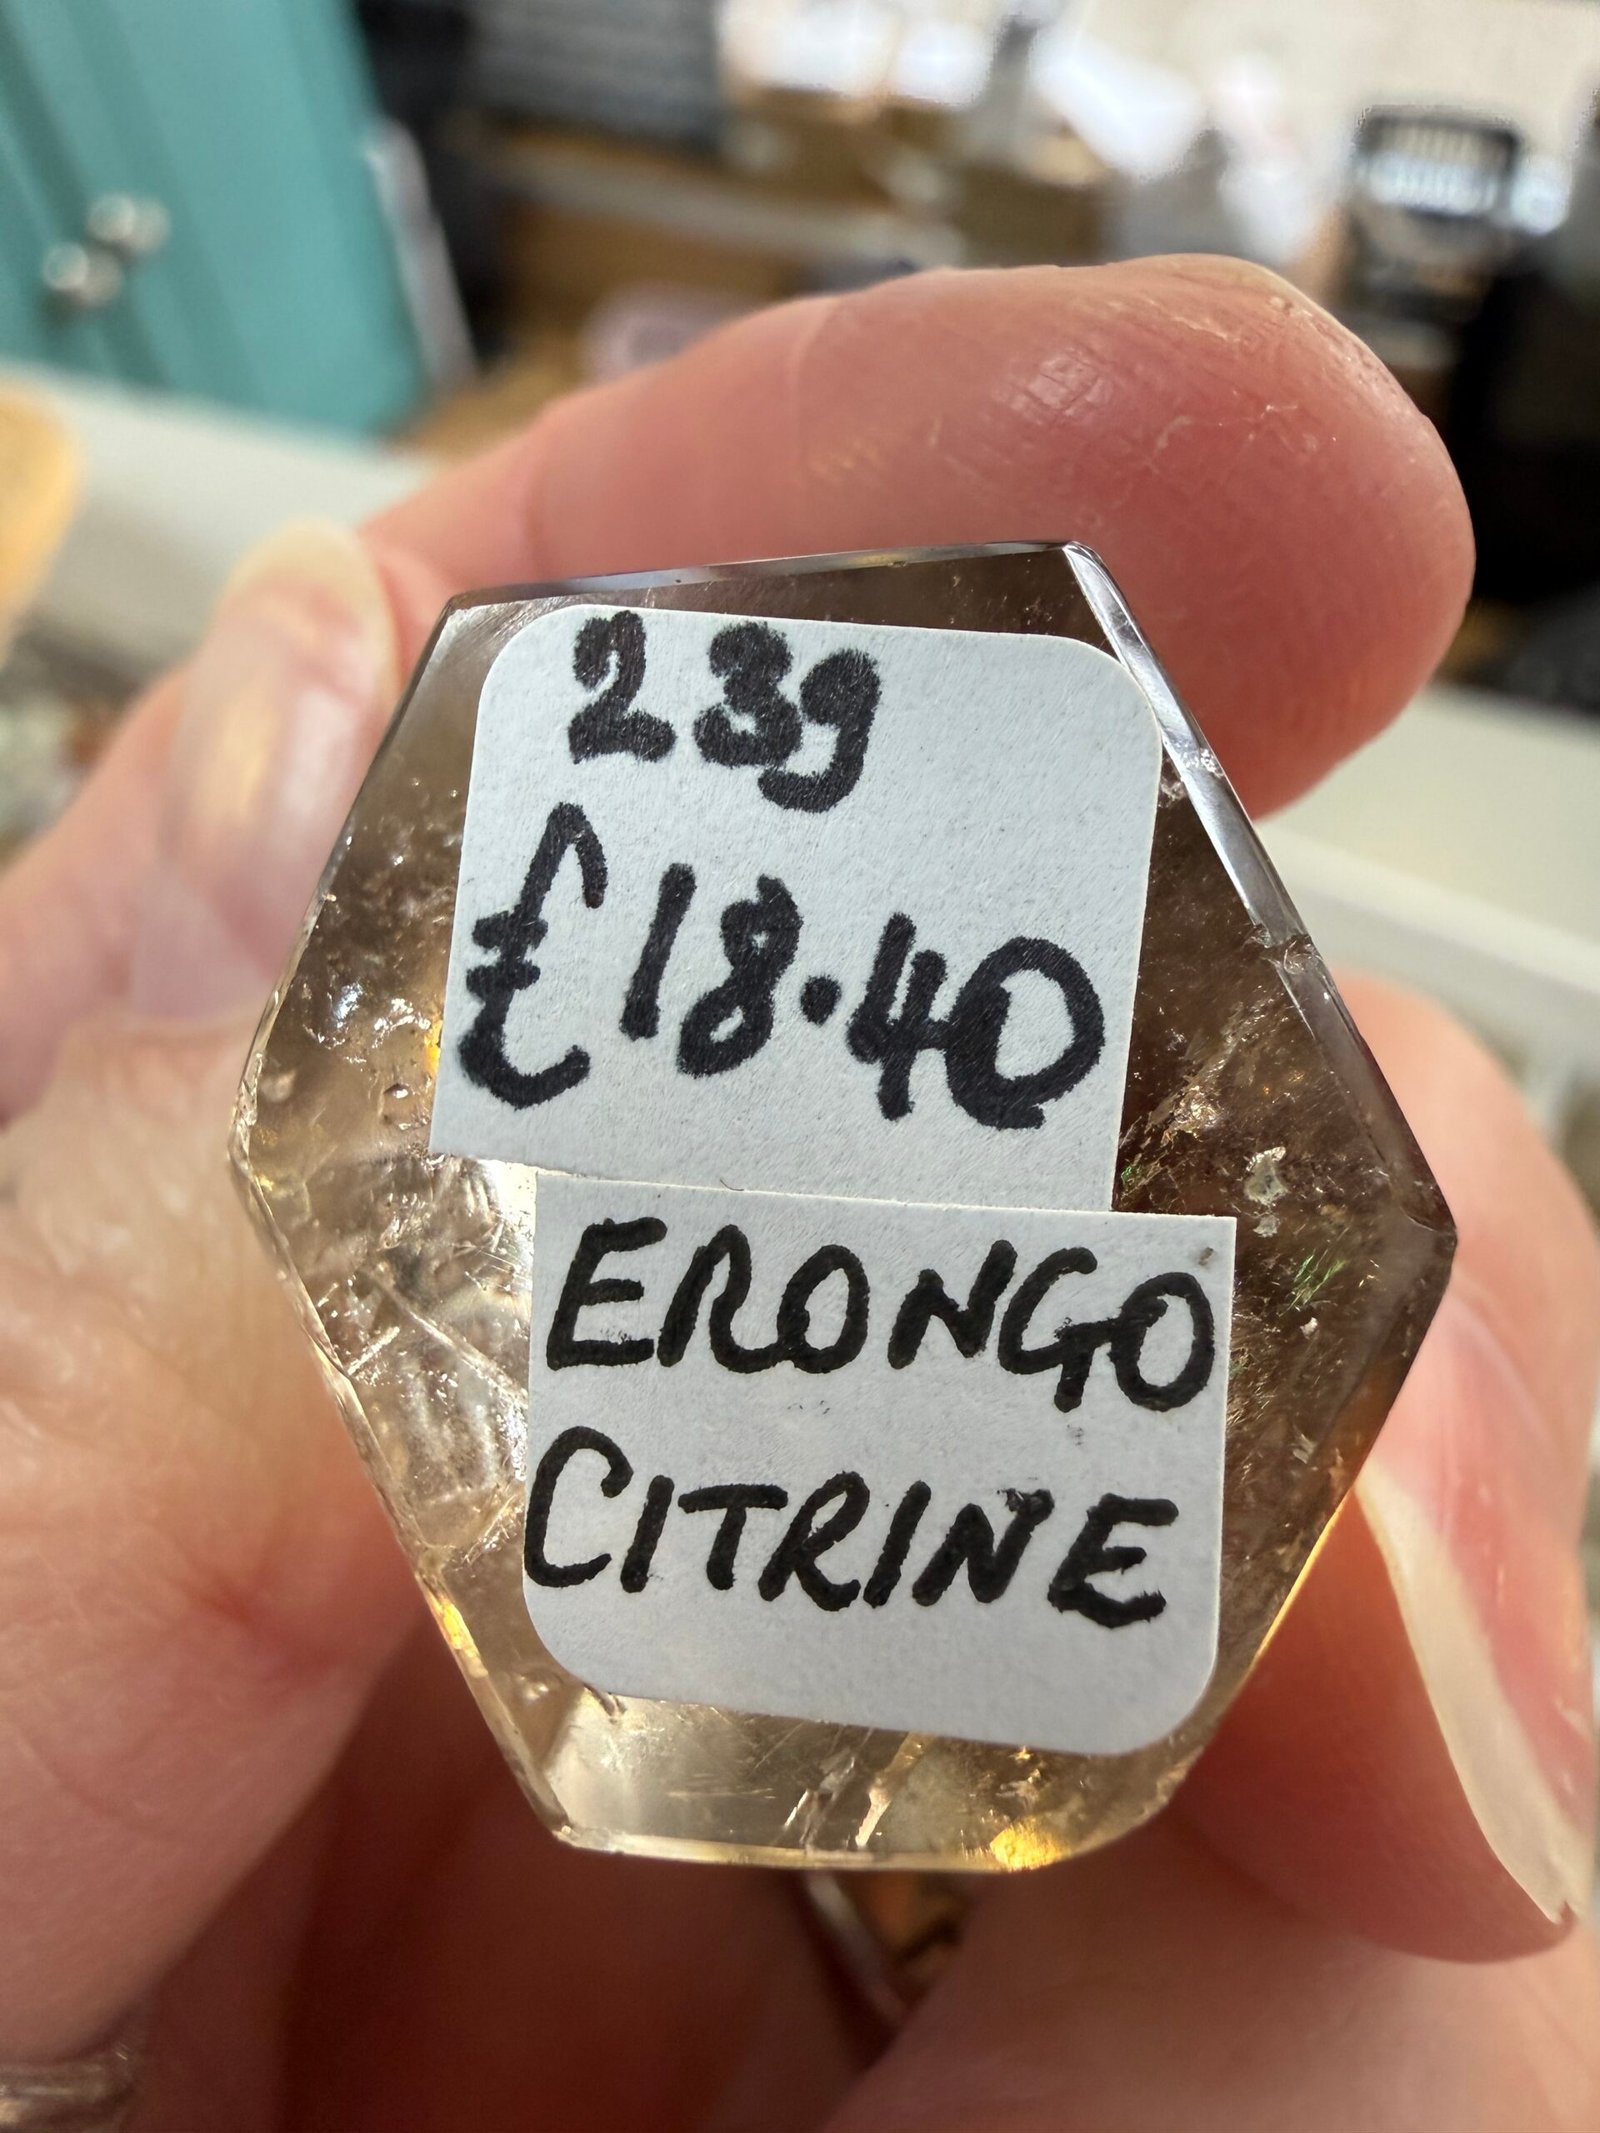 23g
£18.40
ERONGO
CITRINE